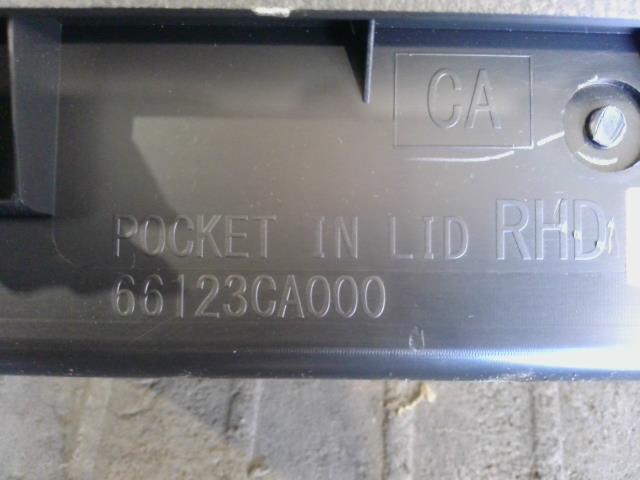 CA
POCKET IN LID RHD
66123CA000